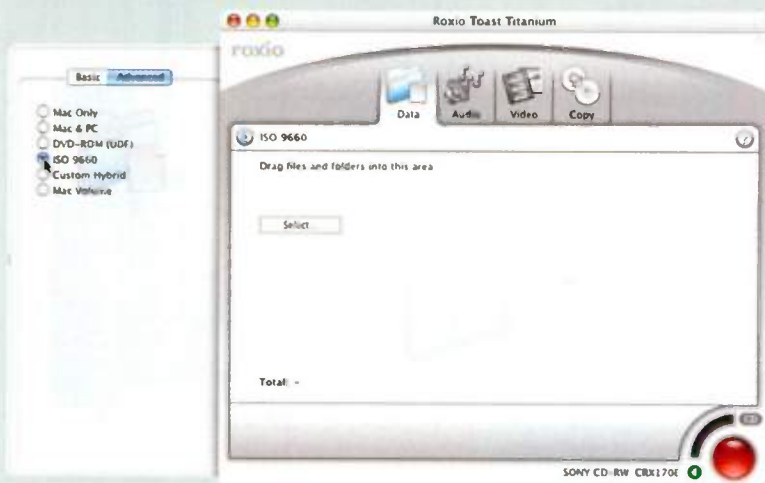 Roxio Toast Titanium
roxio
Basic Advanced
Mac Only
Mac & PC
DVD-ROM (UDF)
ISO 9660
Custom Hybrid
Mac Volume
Data Audio Video Copy
ISO 9660
Drag files and folders into this area
Select
Total: -
SONY CD-RW CRX170E